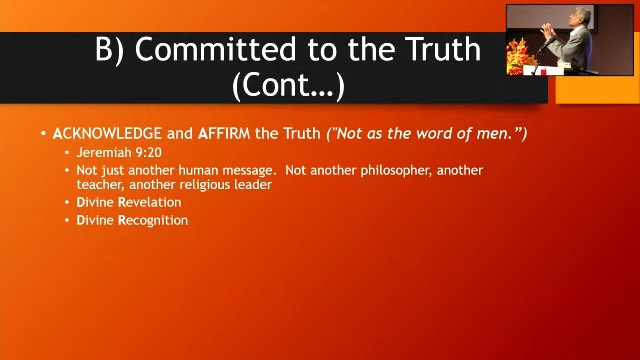 B) Committed to the Truth
(Cont…)
• ACKNOWLEDGE and AFFIRM the Truth ("Not as the word of men.”)
• Jeremiah 9:20
• Not just another human message.  Not another philosopher, another
teacher, another religious leader
• Divine Revelation
• Divine Recognition